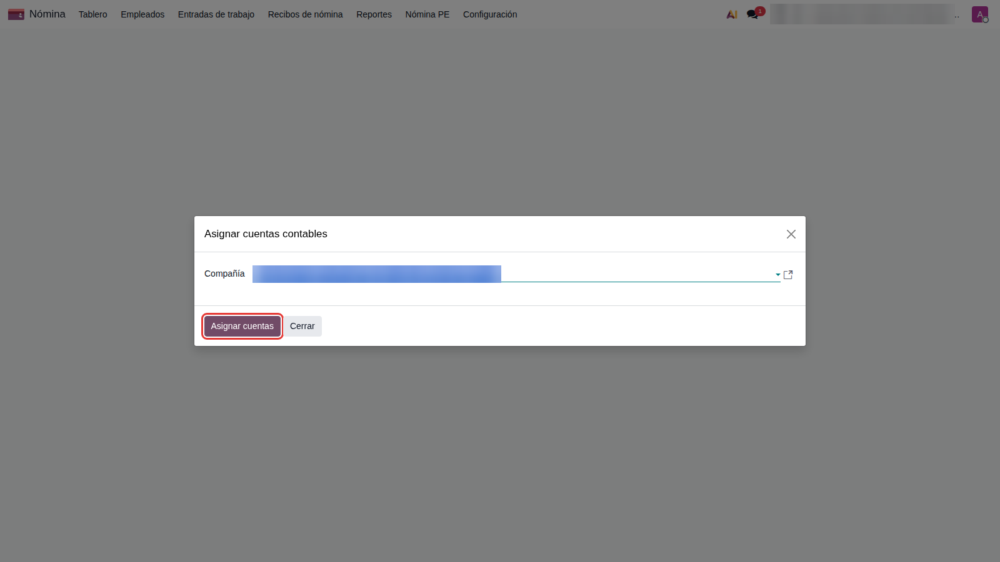 Nómina Tablero Empleados Entradas de trabajo Recibos de nómina Reportes Nómina PE Configuración AI 1 .. A
Asignar cuentas contables
Compañía
Asignar cuentas Cerrar